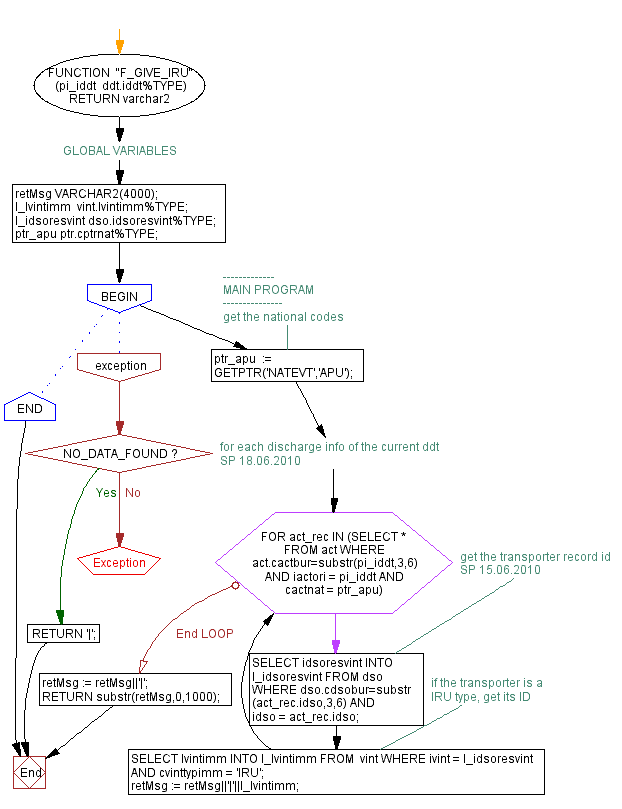 FUNCTION "F_GIVE_IRU"
(pi_iddt ddt.iddt%TYPE)
RETURN varchar2
GLOBAL VARIABLES
retMsg VARCHAR2(4000);
l_lvintimm vint.lvintimm%TYPE;
l_idsoresvint dso.idsoresvint%TYPE;
ptr_apu ptr.cptrnat%TYPE;
BEGIN
-------------
MAIN PROGRAM
---------------
get the national codes
ptr_apu :=
GETPTR('NATEVT','APU');
exception
END
NO_DATA_FOUND ?
for each discharge info of the current ddt
SP 18.06.2010
Yes
No
Exception
FOR act_rec IN (SELECT *
FROM act WHERE
act.cactbur=substr(pi_iddt,3,6)
AND iactori = pi_iddt AND
cactnat = ptr_apu)
get the transporter record id
SP 15.06.2010
End LOOP
RETURN '|';
SELECT idsoresvint INTO
l_idsoresvint FROM dso
WHERE dso.cdsobur=substr
(act_rec.idso,3,6) AND
idso = act_rec.idso;
retMsg := retMsg||'|';
RETURN substr(retMsg,0,1000);
if the transporter is a
IRU type, get its ID
SELECT lvintimm INTO l_lvintimm FROM vint WHERE ivint = l_idsoresvint
AND cvinttypimm = 'IRU';
retMsg := retMsg||'|'||l_lvintimm;
End